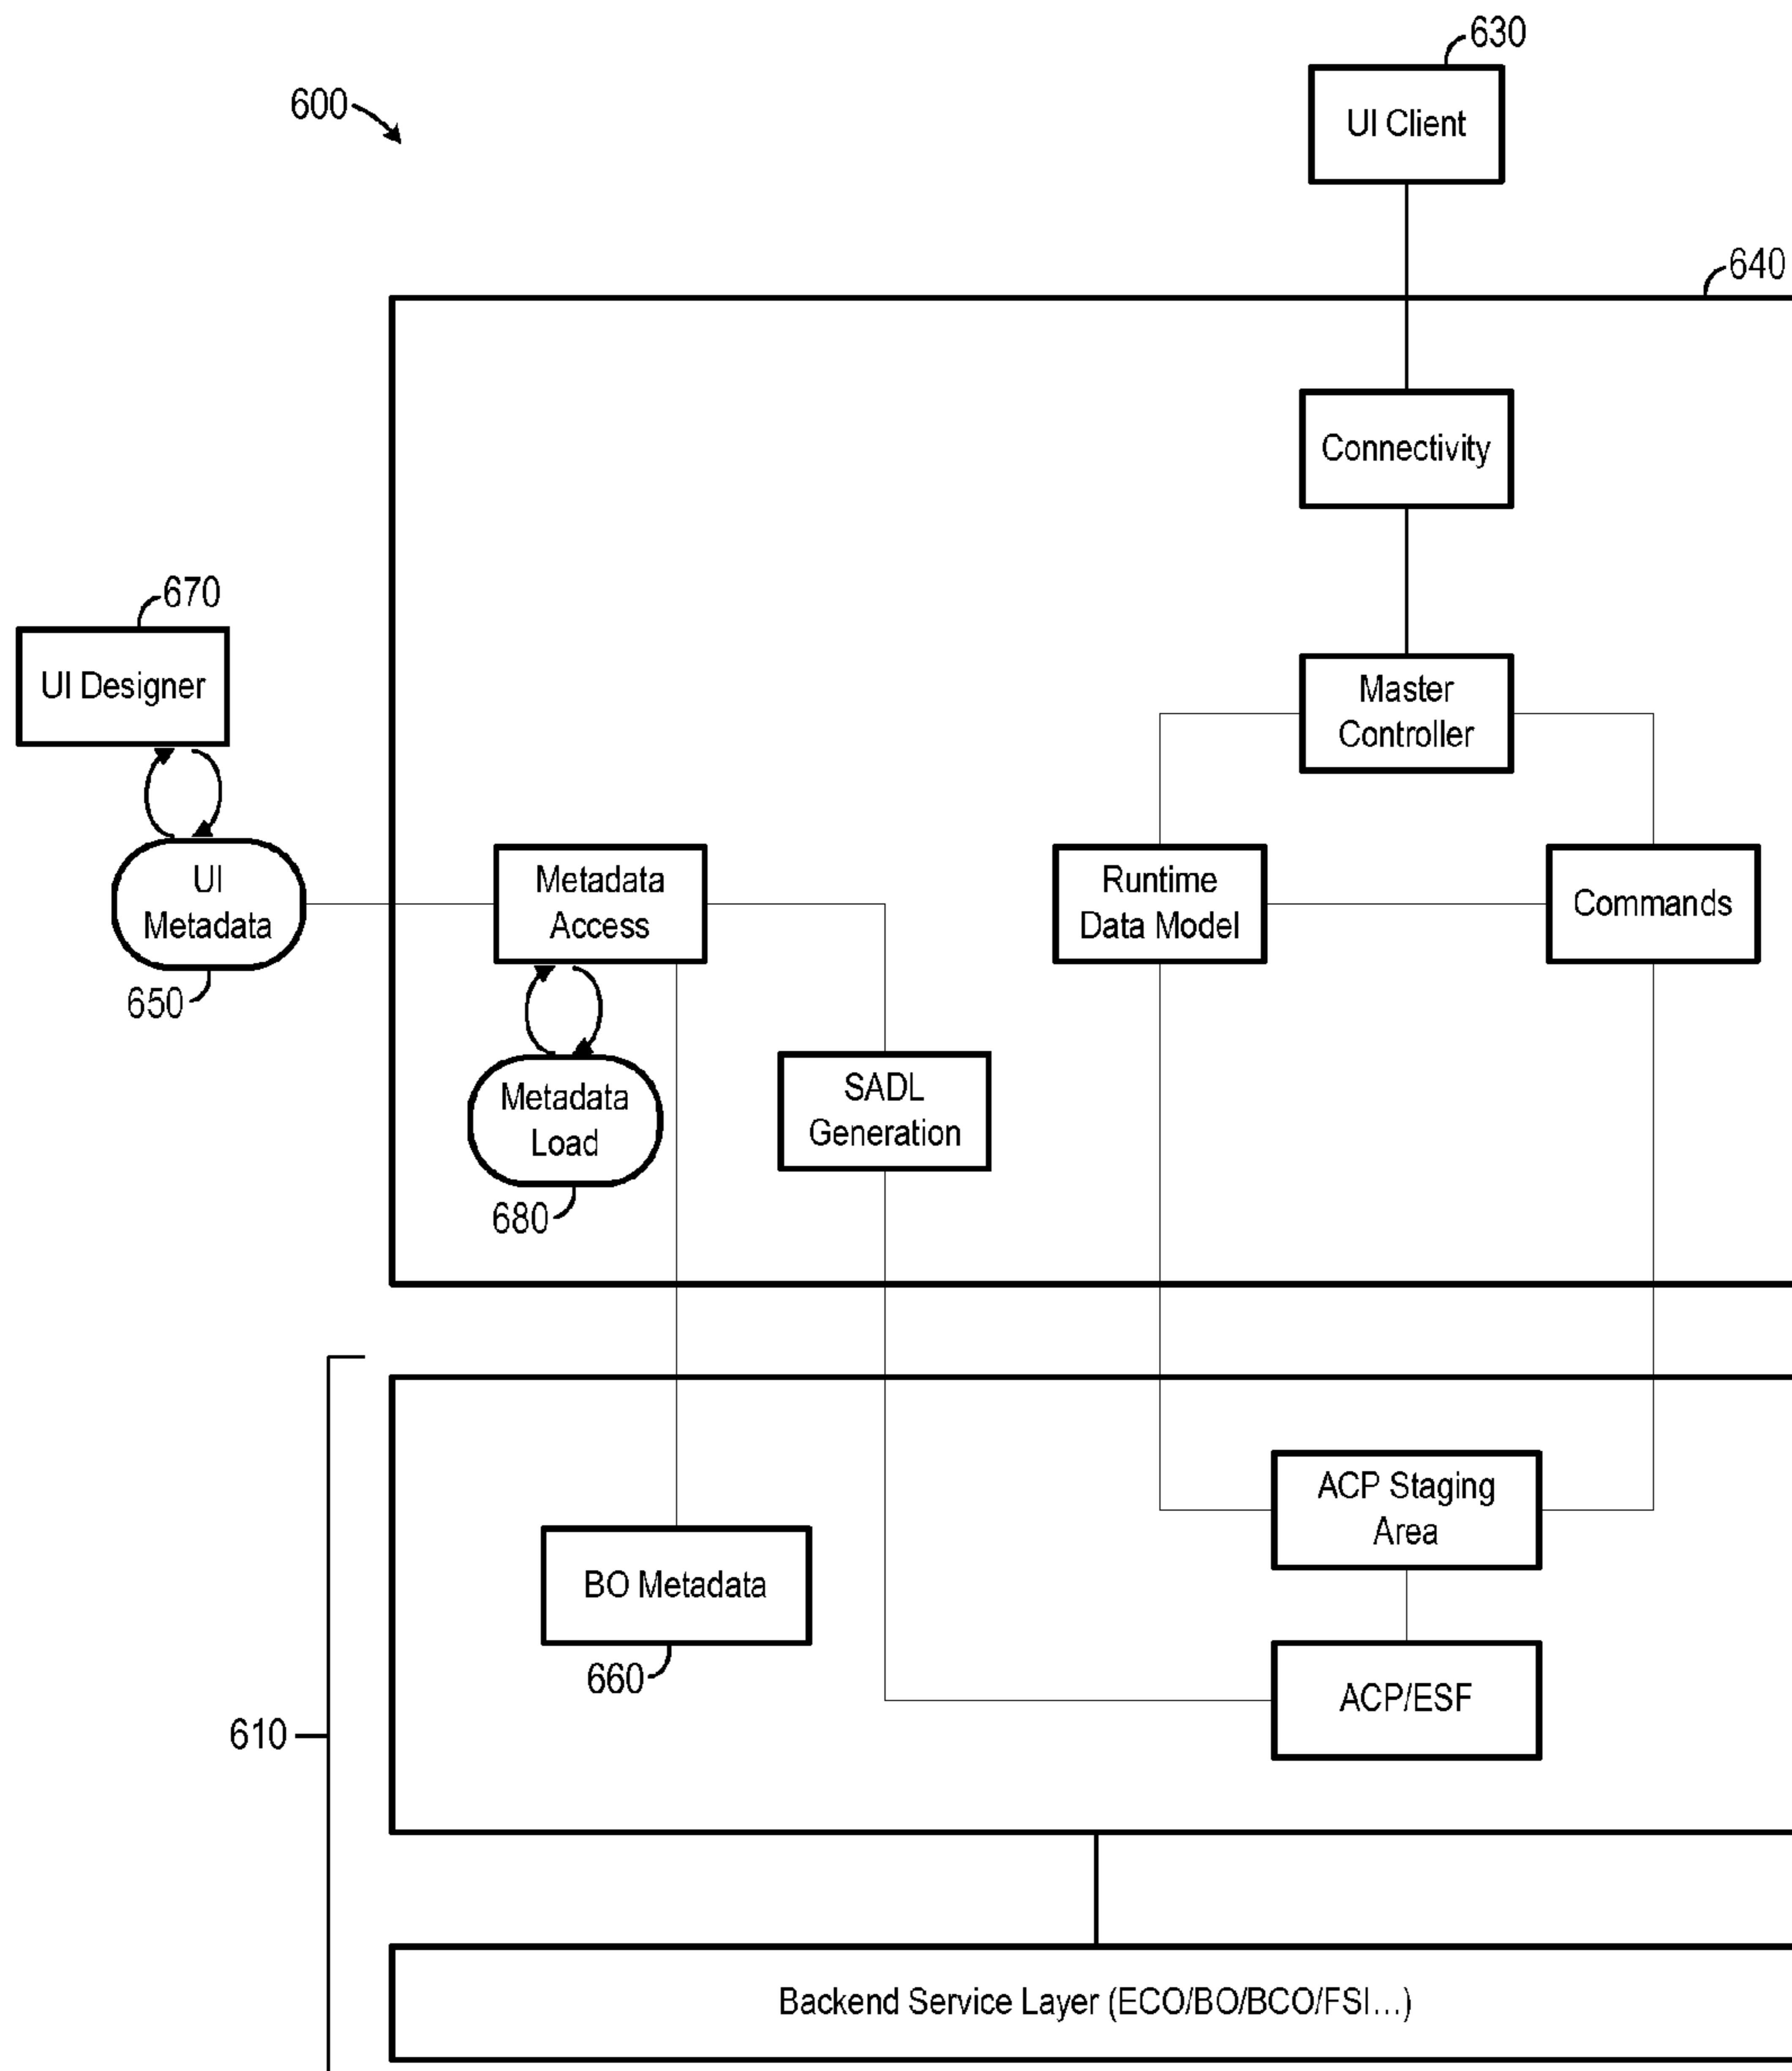 630
600
UI Client
640
Connectivity
670
UI Designer
Master
Controller
UI
Metadata
650
Metadata
Access
Runtime
Data Model
Commands
Metadata
Load
680
SADL
Generation
ACP Staging
Area
BO Metadata
660
ACP/ESF
610
Backend Service Layer (ECO/BO/BCO/FSI...)